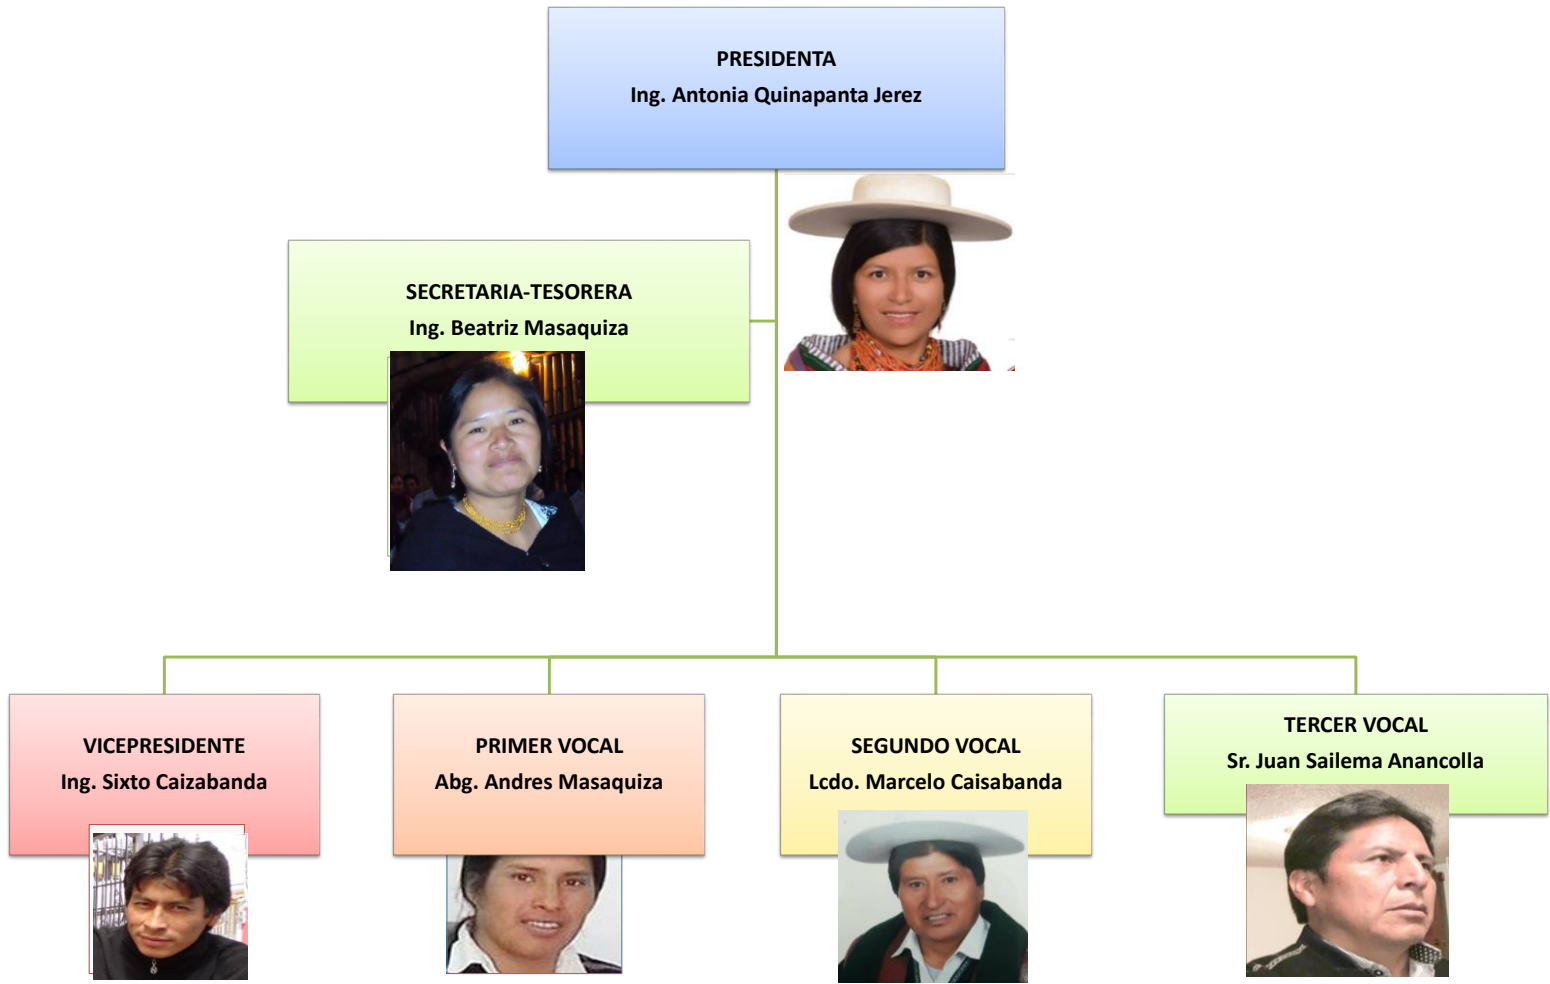 PRESIDENTA
Ing. Antonia Quinapanta Jerez
SECRETARIA-TESORERA
Ing. Beatriz Masaquiza
VICEPRESIDENTE
Ing. Sixto Caizabanda
PRIMER VOCAL
Abg. Andres Masaquiza
SEGUNDO VOCAL
Lcdo. Marcelo Caisabanda
TERCER VOCAL
Sr. Juan Sailema Anancolla